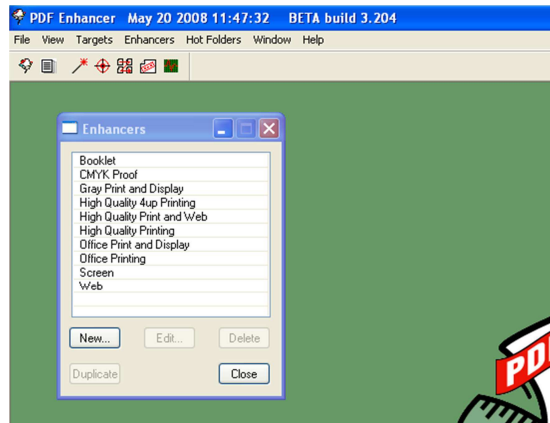 PDF Enhancer May 20 2008 11:47:32 BETA build 3.204
File View Targets Enhancers Hot Folders Window Help
Enhancers
Booklet
CMYK Proof
Gray Print and Display
High Quality 4up Printing
High Quality Print and Web
High Quality Printing
Office Print and Display
Office Printing
Screen
Web
New... Edit... Delete
Duplicate Close
PD